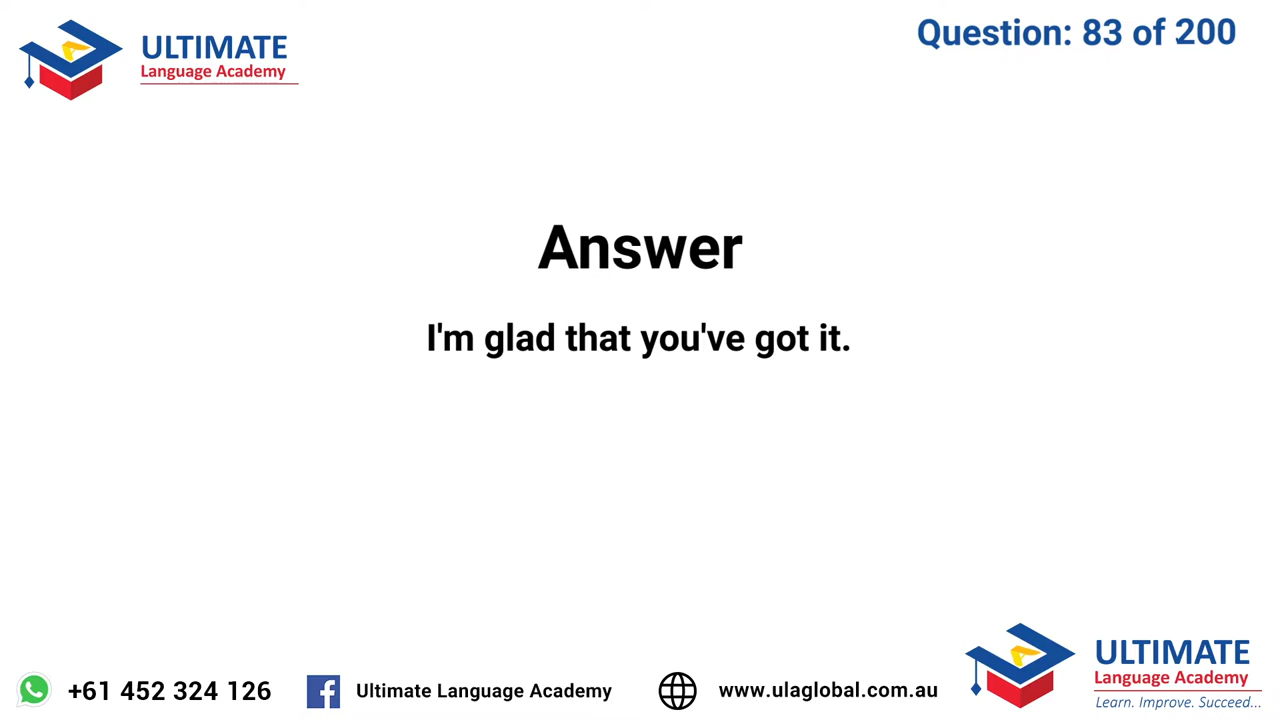 ULTIMATE
Language Academy
Question: 83 of 200
Answer
I'm glad that you've got it.
+61 452 324 126
Ultimate Language Academy
www.ulaglobal.com.au
ULTIMATE
Language Academy
Learn. Improve. Succeed...